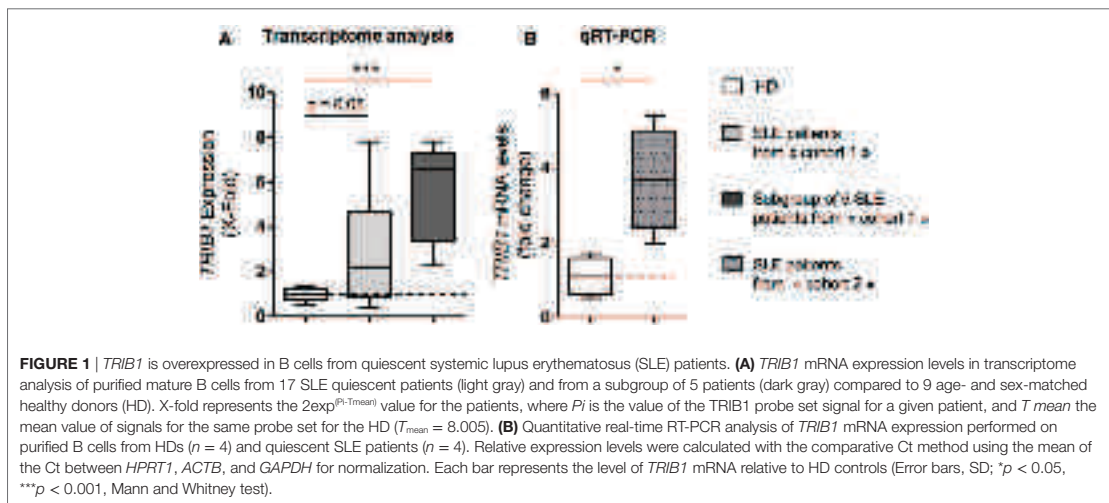 A Transcriptome analysis
B qRT-PCR
***
*
10
8
6
4
2
0
TRIB1 Expression
(X-Fold)
6
4
2
0
TRIB1 mRNA levels
(fold change)
HD
SLE patients
from « cohort 1 »
Subgroup of 5 SLE
patients from « cohort 1 »
SLE patients
from « cohort 2 »
FIGURE 1 | TRIB1 is overexpressed in B cells from quiescent systemic lupus erythematosus (SLE) patients. (A) TRIB1 mRNA expression levels in transcriptome
analysis of purified mature B cells from 17 SLE quiescent patients (light gray) and from a subgroup of 5 patients (dark gray) compared to 9 age- and sex-matched
healthy donors (HD). X-fold represents the 2exp(Pi-Tmean) value for the patients, where Pi is the value of the TRIB1 probe set signal for a given patient, and T mean the
mean value of signals for the same probe set for the HD (Tmean = 8.005). (B) Quantitative real-time RT-PCR analysis of TRIB1 mRNA expression performed on
purified B cells from HDs (n = 4) and quiescent SLE patients (n = 4). Relative expression levels were calculated with the comparative Ct method using the mean of
the Ct between HPRT1, ACTB, and GAPDH for normalization. Each bar represents the level of TRIB1 mRNA relative to HD controls (Error bars, SD; *p < 0.05,
***p < 0.001, Mann and Whitney test).